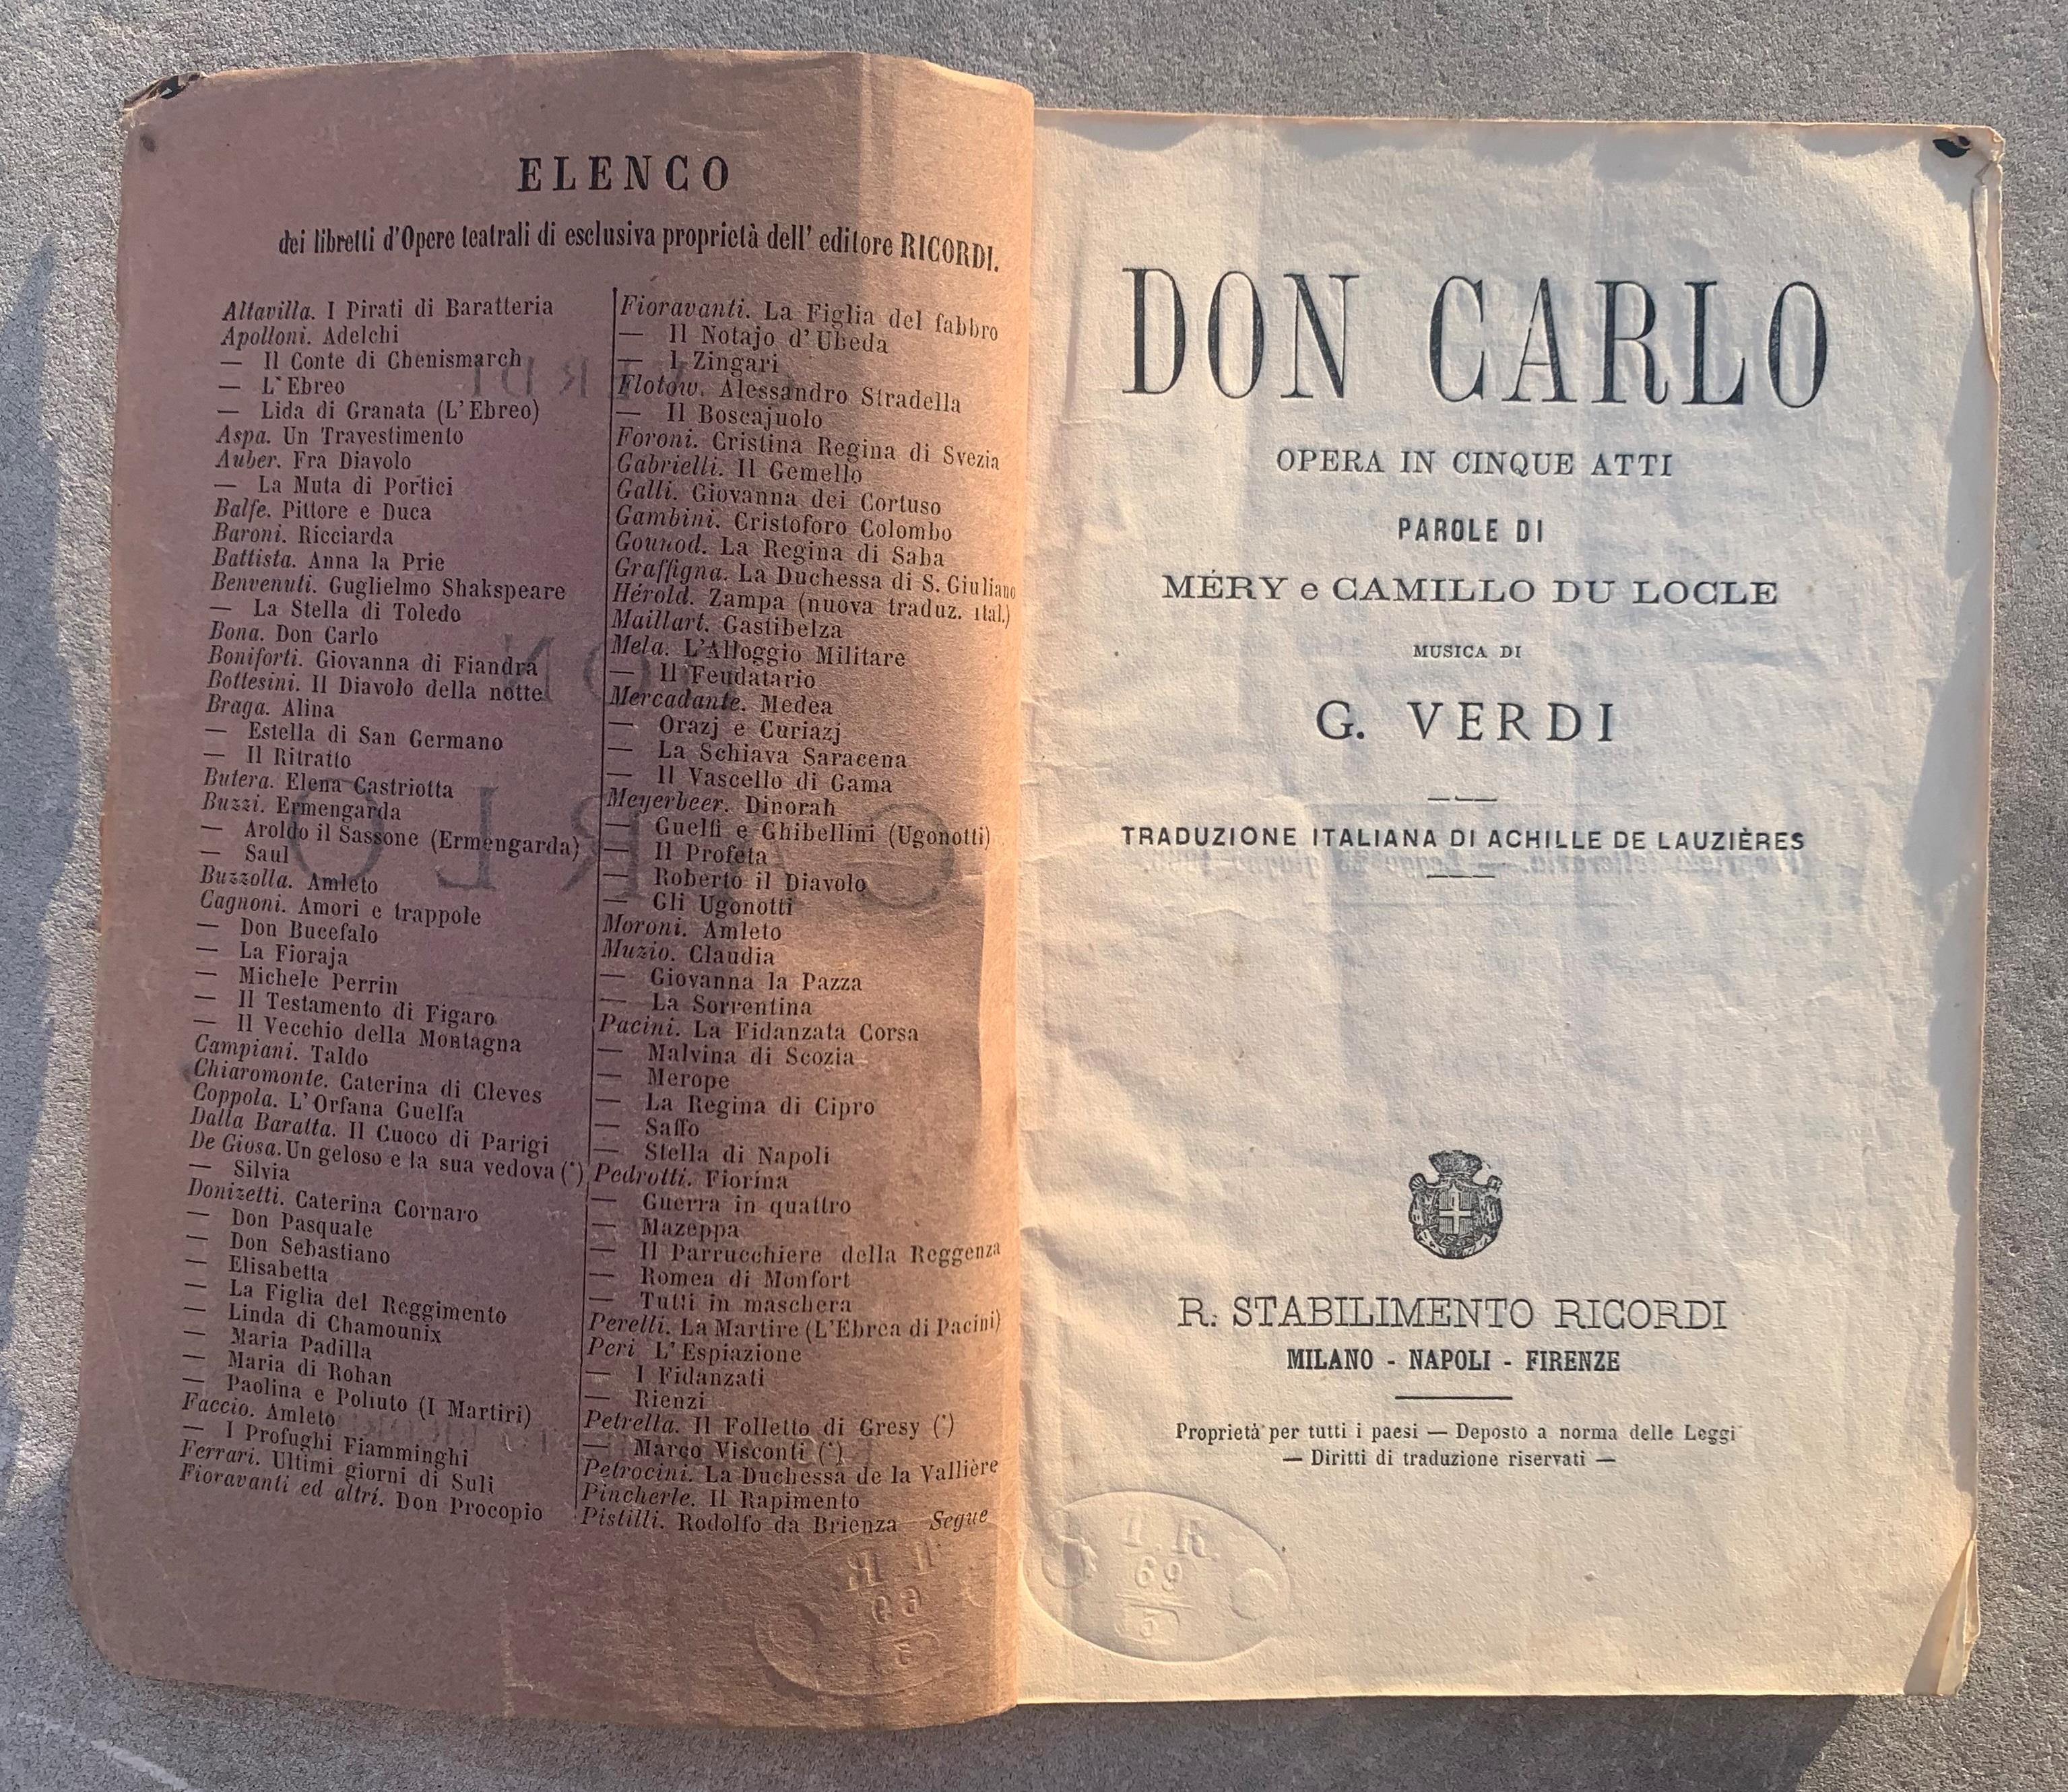 ELENCO
dei libretti d'Opere teatrali di esclusiva proprietà dell' editore RICORDI.
Altavilla. I Pirati di Baratteria
Apolloni. Adelchi
— Il Conte di Chenismarch
— L'Ebreo
— Lida di Granata (L'Ebreo)
Aspa. Un Travestimento
Auber. Fra Diavolo
— La Muta di Portici
Balfe. Pittore e Duca
Baroni. Ricciarda
Battista. Anna la Prie
Benvenuti. Guglielmo Shakspeare
— La Stella di Toledo
Bona. Don Carlo
Boniforti. Giovanna di Fiandra
Bottesini. Il Diavolo della notte
Braga. Alina
— Estella di San Germano
— Il Ritratto
Butera. Elena Castriotta
Buzzi. Ermengarda
— Aroldo il Sassone (Ermengarda)
— Saul
Buzzolla. Amleto
Cagnoni. Amori e trappole
— Don Bucefalo
— La Fioraja
— Michele Perrin
— Il Testamento di Figaro
— Il Vecchio della Montagna
Campiani. Taldo
Chiaromonte. Caterina di Cleves
Coppola. L'Orfana Guelfa
Dalla Baratta. Il Cuoco di Parigi
De Giosa. Un geloso e la sua vedova (*)
— Silvia
Donizetti. Caterina Cornaro
— Don Pasquale
— Don Sebastiano
— Elisabetta
— La Figlia del Reggimento
— Linda di Chamounix
— Maria Padilla
— Maria di Rohan
— Paolina e Poliuto (I Martiri)
Faccio. Amleto
— I Profughi Fiamminghi
Ferrari. Ultimi giorni di Suli
Fioravanti ed altri. Don Procopio
Fioravanti. La Figlia del fabbro
— Il Notajo d'Ubeda
— I Zingari
Flotow. Alessandro Stradella
— Il Boscajuolo
Foroni. Cristina Regina di Svezia
Gabrielli. Il Gemello
Galli. Giovanna dei Cortuso
Gambini. Cristoforo Colombo
Gounod. La Regina di Saba
Graffigna. La Duchessa di S. Giuliano
Hérold. Zampa (nuova traduz. ital.)
Maillart. Gastibelza
Mela. L'Alloggio Militare
— Il Feudatario
Mercadante. Medea
— Orazj e Curiazj
— La Schiava Saracena
— Il Vascello di Gama
Meyerbeer. Dinorah
— Guelfi e Ghibellini (Ugonotti)
— Il Profeta
— Roberto il Diavolo
— Gli Ugonotti
Moroni. Amleto
Muzio. Claudia
— Giovanna la Pazza
— La Sorrentina
Pacini. La Fidanzata Corsa
— Malvina di Scozia
— Merope
— La Regina di Cipro
— Saffo
— Stella di Napoli
Pedrotti. Fiorina
— Guerra in quattro
— Mazeppa
— Il Parrucchiere della Reggenza
— Romea di Monfort
— Tutti in maschera
Perelli. La Martire (L'Ebrea di Pacini)
Peri L'Espiazione
— I Fidanzati
— Rienzi
Petrella. Il Folletto di Gresy (*)
— Marco Visconti (*)
Petrocini. La Duchessa de la Vallière
Pincherle. Il Rapimento
Pistilli. Rodolfo da Brienza Segue
DON CARLO
OPERA IN CINQUE ATTI
PAROLE DI
MÉRY e CAMILLO DU LOCLE
MUSICA DI
G. VERDI
TRADUZIONE ITALIANA DI ACHILLE DE LAUZIÈRES
R. STABILIMENTO RICORDI
MILANO - NAPOLI - FIRENZE
Proprietà per tutti i paesi — Deposto a norma delle Leggi
— Diritti di traduzione riservati —
T. R.
69
5